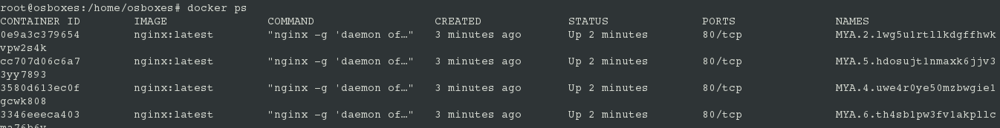 root@osboxes:/home/osboxes# docker ps
CONTAINER ID        IMAGE               COMMAND                  CREATED             STATUS              PORTS               NAMES
0e9a3c379654        nginx:latest        "nginx -g 'daemon of…"   3 minutes ago       Up 2 minutes        80/tcp              MYA.2.lwg5u1rtllkdgffhwk
vpw2s4k
cc707d06c6a7        nginx:latest        "nginx -g 'daemon of…"   3 minutes ago       Up 2 minutes        80/tcp              MYA.5.hdosujt1nmaxk6jjv3
3yy7893
3580d613ec0f        nginx:latest        "nginx -g 'daemon of…"   3 minutes ago       Up 2 minutes        80/tcp              MYA.4.uwe4r0ye50mzbwgie1
gcwk808
3346eeeca403        nginx:latest        "nginx -g 'daemon of…"   3 minutes ago       Up 2 minutes        80/tcp              MYA.6.th4sb1pw3fv1akpllc